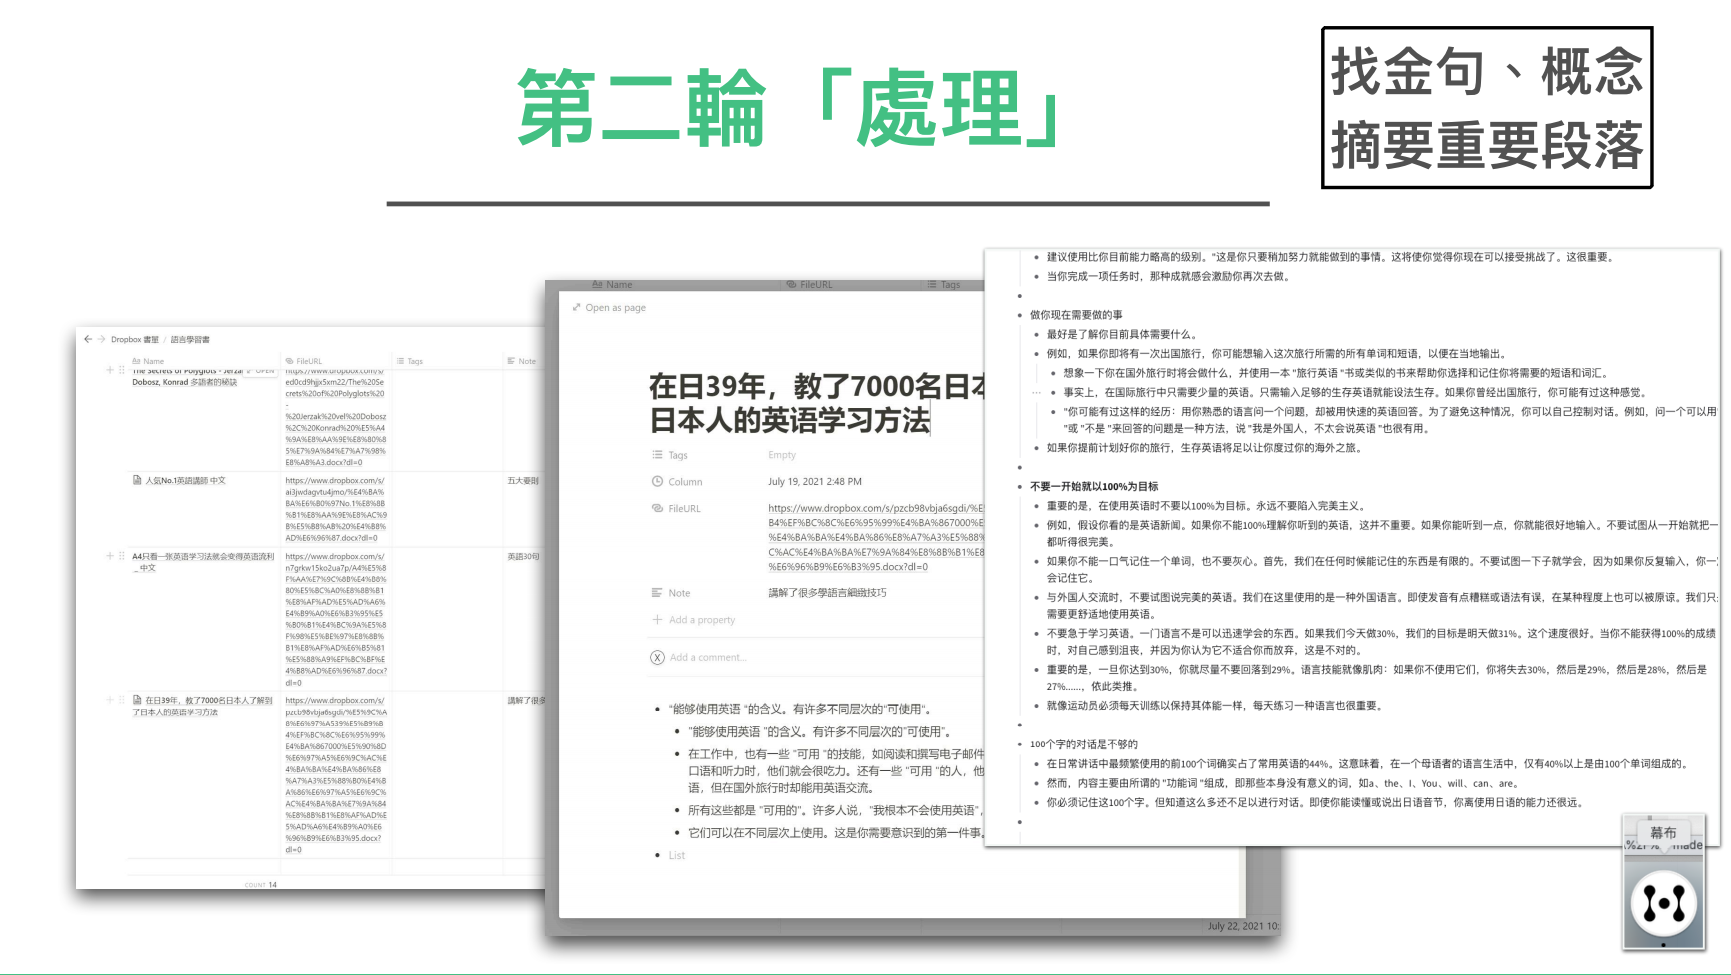 第二輪「處理」
找金句、概念
摘要重要段落
Dropbox 書單 / 語言學習書
Name
FileURL
Tags
Note
The Secrets of Polyglots - Jerza
OPEN
Dobosz, Konrad 多語者的秘訣
https://www.dropbox.com/s/
ed0cd9hjjx5xm22/The%20Se
crets%20of%20Polyglots%20
-
%20Jerzak%20vel%20Dobosz
%2C%20Konrad%20%E5%A4
%9A%E8%AA%9E%E8%80%8
5%E7%9A%84%E7%A7%98%
E8%A8%A3.docx?dl=0
人気No.1英語講師 中文
https://www.dropbox.com/s/
ai3jwdagvtu4jmo/%E4%BA%
BA%E6%B0%97No.1%E8%8B
%B1%E8%AA%9E%E8%AC%9
B%E5%B8%AB%20%E4%B8%
AD%E6%96%87.docx?dl=0
五大要則
A4只看一张英语学习法就会变得英语流利
_中文
https://www.dropbox.com/s/
n7grkw15ko2ua7p/A4%E5%8
F%AA%E7%9C%8B%E4%B8%
80%E5%BC%A0%E8%8B%B1
%E8%AF%AD%E5%AD%A6%
E4%B9%A0%E6%B3%95%E5
%B0%B1%E4%BC%9A%E5%8
F%98%E5%BE%97%E8%8B%
B1%E8%AF%AD%E6%B5%81
%E5%88%A9%EF%BC%BF%E
4%B8%AD%E6%96%87.docx?
dl=0
英語30句
在日39年，教了7000名日本人了解到
了日本人的英语学习方法
https://www.dropbox.com/s/
pzcb98vbja6sgdi/%E5%9C%A
8%E6%97%A539%E5%B9%B
4%EF%BC%8C%E6%95%99%
E4%BA%867000%E5%90%8D
%E6%97%A5%E6%9C%AC%E
4%BA%BA%E4%BA%86%E8
%A7%A3%E5%88%B0%E4%B
A%86%E6%97%A5%E6%9C%
AC%E4%BA%BA%E7%9A%84
%E8%8B%B1%E8%AF%AD%E
5%AD%A6%E4%B9%A0%E6
%96%B9%E6%B3%95.docx?
dl=0
講解了很多
COUNT 14
Name
FileURL
Tags
Open as page
在日39年，教了7000名日本
日本人的英语学习方法
Tags
Empty
Column
July 19, 2021 2:48 PM
FileURL
https://www.dropbox.com/s/pzcb98vbja6sgdi/%E
B4%EF%BC%8C%E6%95%99%E4%BA%867000%E
%E4%BA%BA%E4%BA%86%E8%A7%A3%E5%88%
C%AC%E4%BA%BA%E7%9A%84%E8%8B%B1%E8
%E6%96%B9%E6%B3%95.docx?dl=0
Note
講解了很多學語言細緻技巧
Add a property
X Add a comment...
"能够使用英语 "的含义。有许多不同层次的"可使用"。
"能够使用英语 "的含义。有许多不同层次的"可使用"。
在工作中，也有一些 "可用 "的技能，如阅读和撰写电子邮件
口语和听力时，他们就会很吃力。还有一些 "可用 "的人，他
语，但在国外旅行时却能用英语交流。
所有这些都是 "可用的"。许多人说，"我根本不会使用英语"，
它们可以在不同层次上使用。这是你需要意识到的第一件事。
List
July 22, 2021 10:
建议使用比你目前能力略高的级别。"这是你只要稍加努力就能做到的事情。这将使你觉得你现在可以接受挑战了。这很重要。
当你完成一项任务时，那种成就感会激励你再次去做。
做你现在需要做的事
最好是了解你目前具体需要什么。
例如，如果你即将有一次出国旅行，你可能想输入这次旅行所需的所有单词和短语，以便在当地输出。
想象一下你在国外旅行时将会做什么，并使用一本 "旅行英语 "书或类似的书来帮助你选择和记住你将需要的短语和词汇。
事实上，在国际旅行中只需要少量的英语。只需输入足够的生存英语就能设法生存。如果你曾经出国旅行，你可能有过这种感觉。
"你可能有过这样的经历：用你熟悉的语言问一个问题，却被用快速的英语回答。为了避免这种情况，你可以自己控制对话。例如，问一个可以用"
"或 "不是 "来回答的问题是一种方法，说 "我是外国人，不太会说英语 "也很有用。
如果你提前计划好你的旅行，生存英语将足以让你度过你的海外之旅。
不要一开始就以100%为目标
重要的是，在使用英语时不要以100%为目标。永远不要陷入完美主义。
例如，假设你看的是英语新闻。如果你不能100%理解你听到的英语，这并不重要。如果你能听到一点，你就能很好地输入。不要试图从一开始就把一
都听得很完美。
如果你不能一口气记住一个单词，也不要灰心。首先，我们在任何时候能记住的东西是有限的。不要试图一下子就学会，因为如果你反复输入，你一
会记住它。
与外国人交流时，不要试图说完美的英语。我们在这里使用的是一种外国语言。即使发音有点糟糕或语法有误，在某种程度上也可以被原谅。我们只
需要更舒适地使用英语。
不要急于学习英语。一门语言不是可以迅速学会的东西。如果我们今天做30%，我们的目标是明天做31%。这个速度很好。当你不能获得100%的成绩
时，对自己感到沮丧，并因为你认为它不适合你而放弃，这是不对的。
重要的是，一旦你达到30%，你就尽量不要回落到29%。语言技能就像肌肉：如果你不使用它们，你将失去30%，然后是29%，然后是28%，然后是
27%……，依此类推。
就像运动员必须每天训练以保持其体能一样，每天练习一种语言也很重要。
100个字的对话是不够的
在日常讲话中最频繁使用的前100个词确实占了常用英语的44%。这意味着，在一个母语者的语言生活中，仅有40%以上是由100个单词组成的。
然而，内容主要由所谓的 "功能词 "组成，即那些本身没有意义的词，如a、the、I、You、will、can、are。
你必须记住这100个字。但知道这么多还不足以进行对话。即使你能读懂或说出日语音节，你离使用日语的能力还很远。
幕布
made